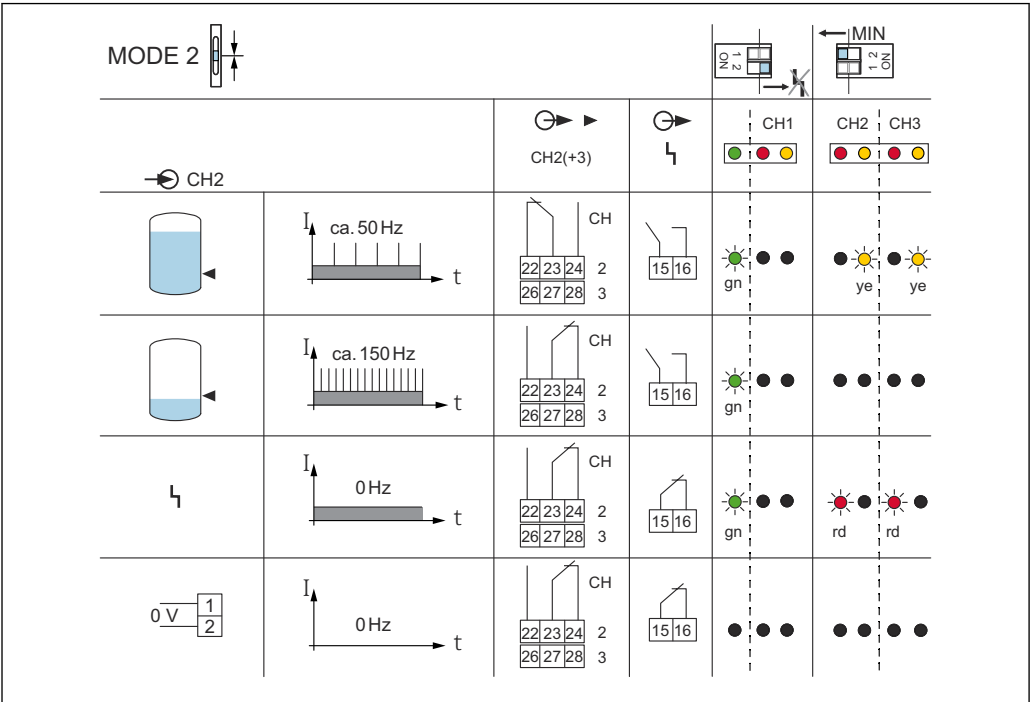 MODE 2
ON 1 2
MIN
1 2 ON
CH2
CH2(+3)
CH1
CH2 CH3
I ca. 50 Hz t
CH
22 23 24 2
26 27 28 3
15 16
gn
ye ye
I ca. 150 Hz t
CH
22 23 24 2
26 27 28 3
15 16
gn
I 0 Hz t
CH
22 23 24 2
26 27 28 3
15 16
gn
rd rd
0 V 1
2
I 0 Hz t
CH
22 23 24 2
26 27 28 3
15 16